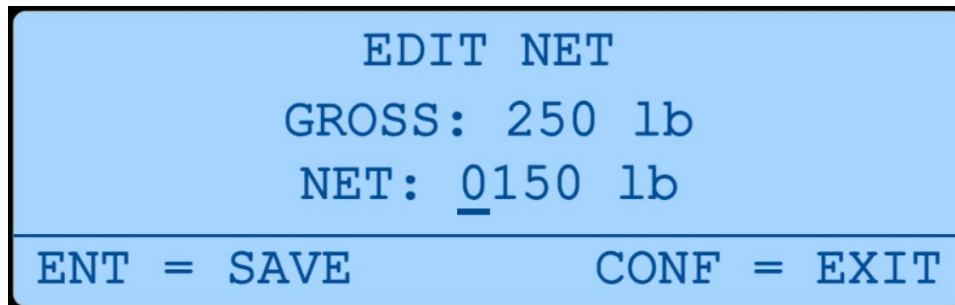 EDIT NET
GROSS: 250 lb
NET: 0150 lb
ENT = SAVE CONF = EXIT